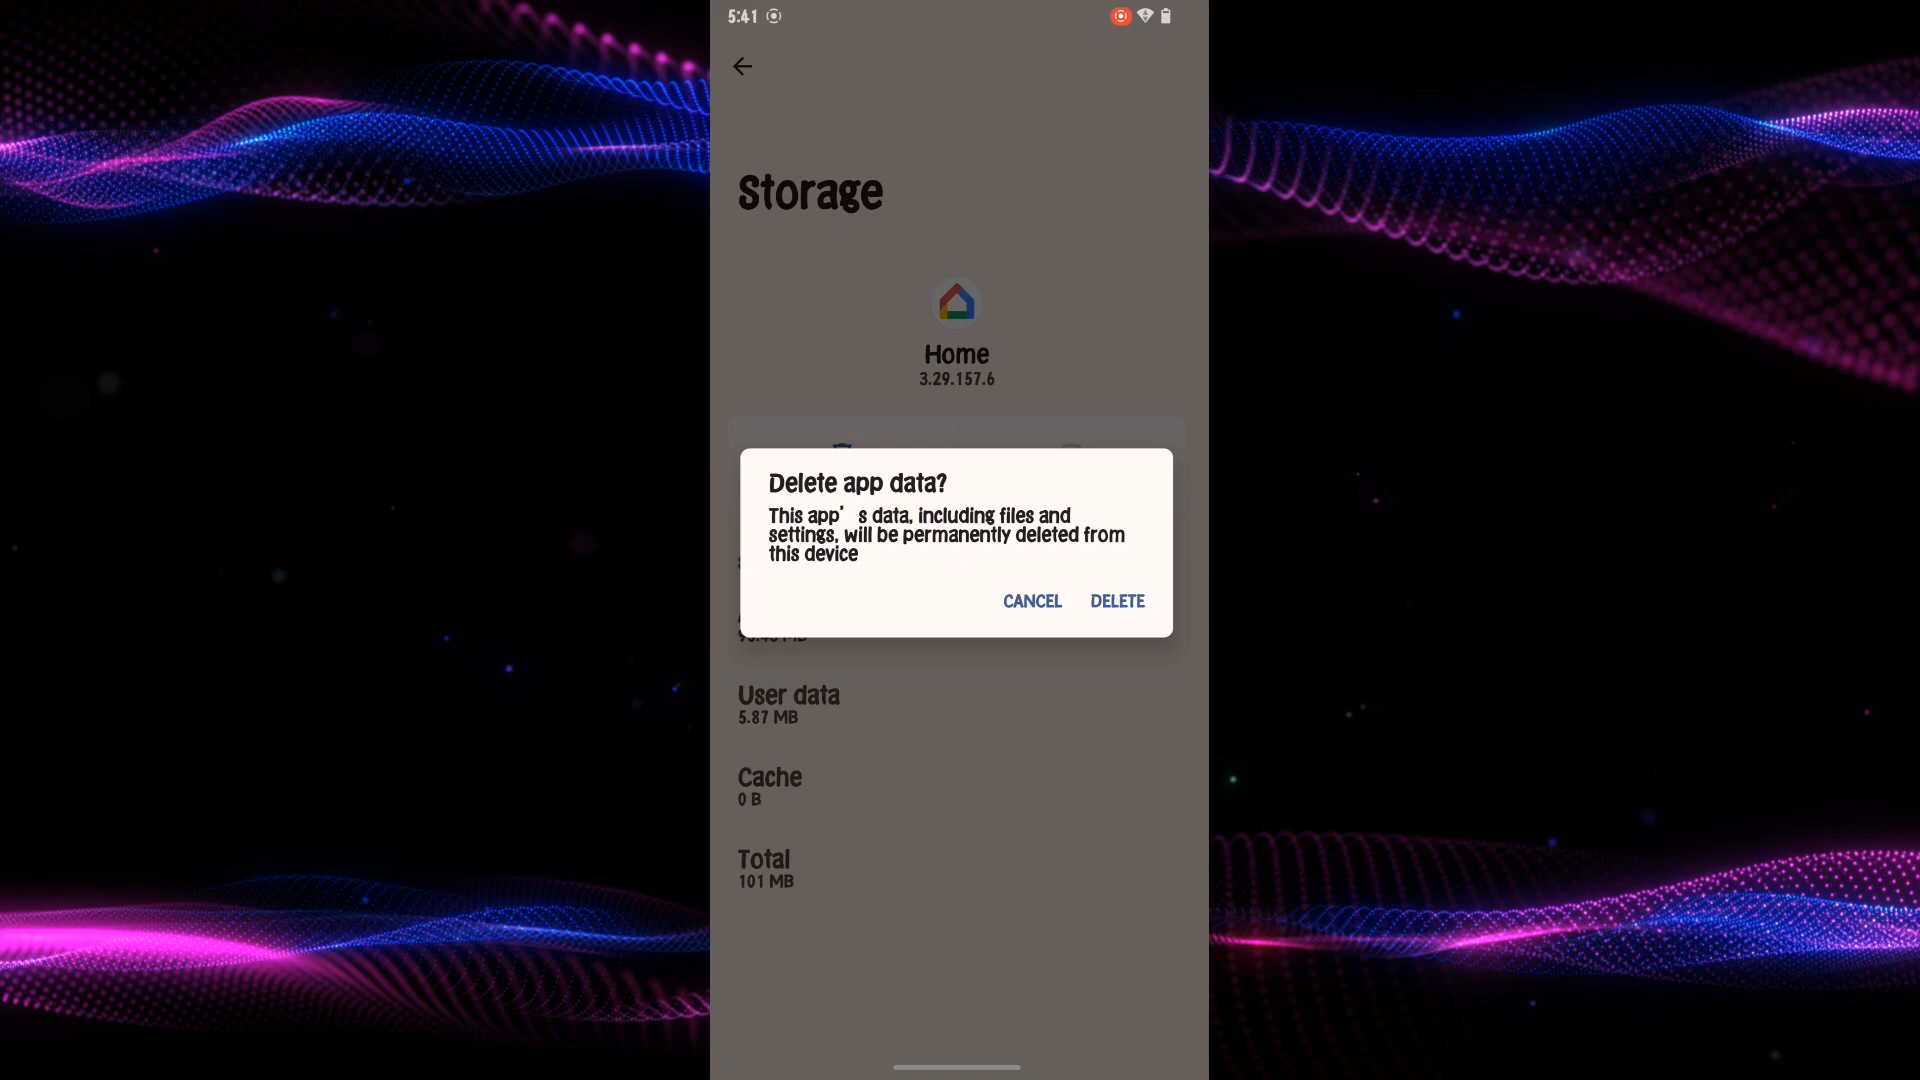 5:41
Storage
Home
3.29.157.6
Delete app data?
This app’ s data, including files and
settings, will be permanently deleted from
this device
CANCEL DELETE
User data
5.87 MB
Cache
0 B
Total
101 MB